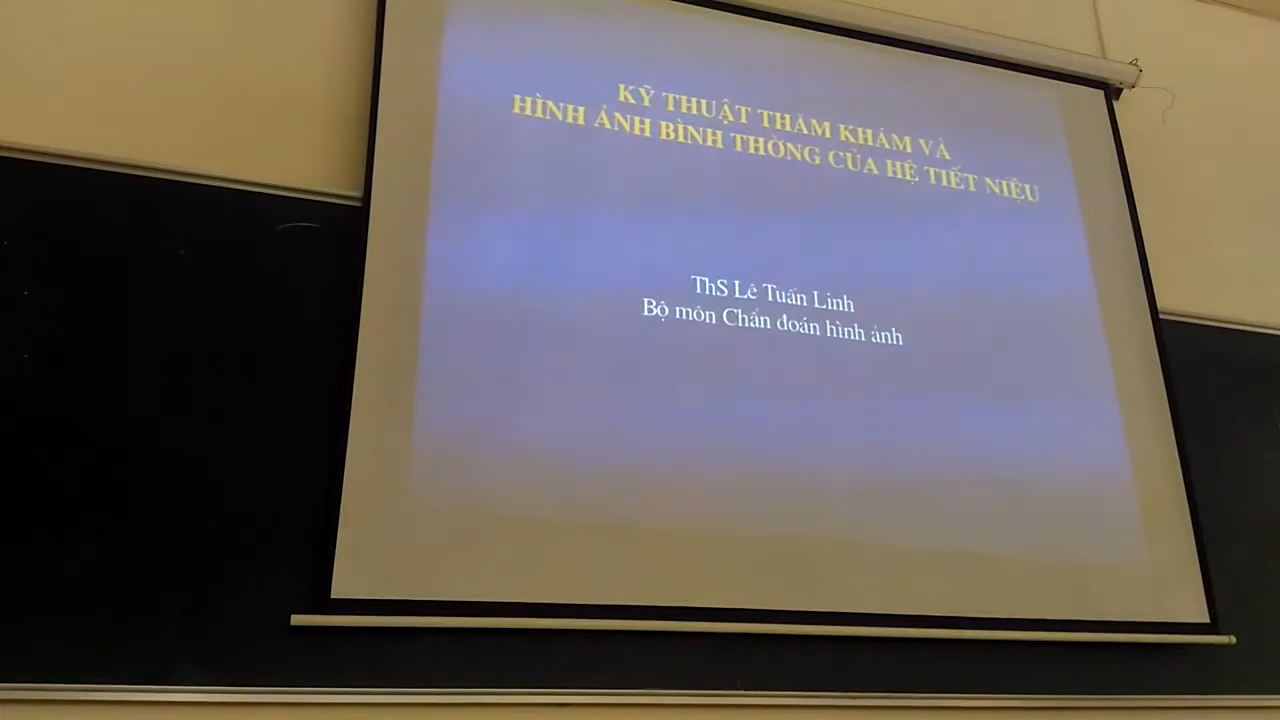 KỸ THUẬT THĂM KHÁM VÀ
HÌNH ẢNH BÌNH THỜNG CỦA HỆ TIẾT NIỆU
ThS Lê Tuấn Linh
Bộ môn Chẩn đoán hình ảnh